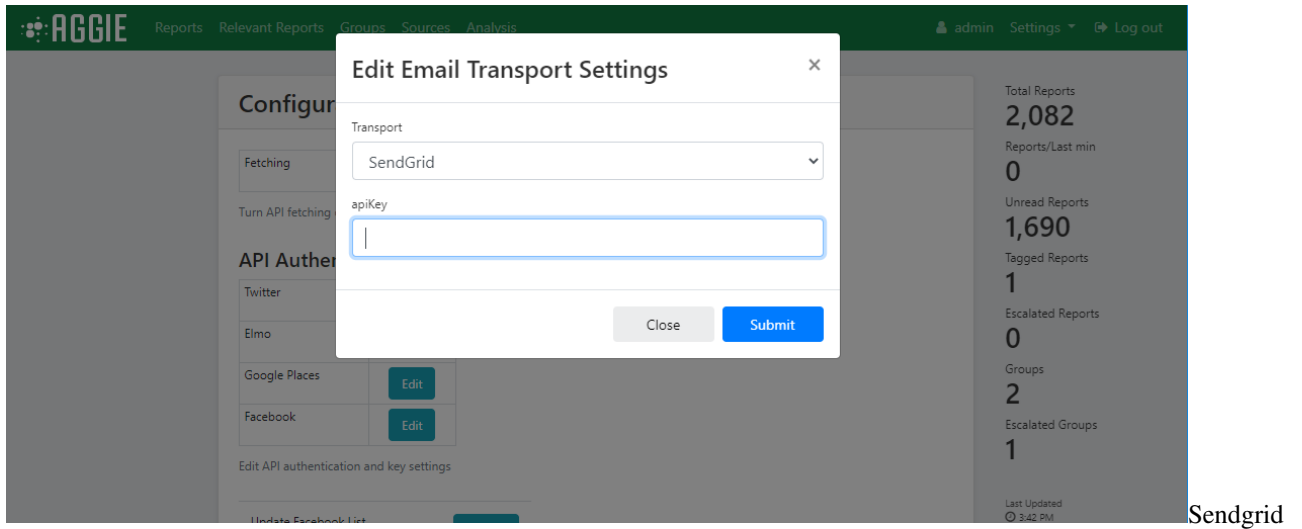 AGGIE Reports Relevant Reports Groups Sources Analysis admin Settings Log out
Edit Email Transport Settings ×
Transport
SendGrid
apiKey
Close Submit
Configur
Fetching
Turn API fetching
API Auther
Twitter
Elmo
Google Places Edit
Facebook Edit
Edit API authentication and key settings
Update Facebook List
Total Reports
2,082
Reports/Last min
0
Unread Reports
1,690
Tagged Reports
1
Escalated Reports
0
Groups
2
Escalated Groups
1
Last Updated
3:42 PM
Sendgrid